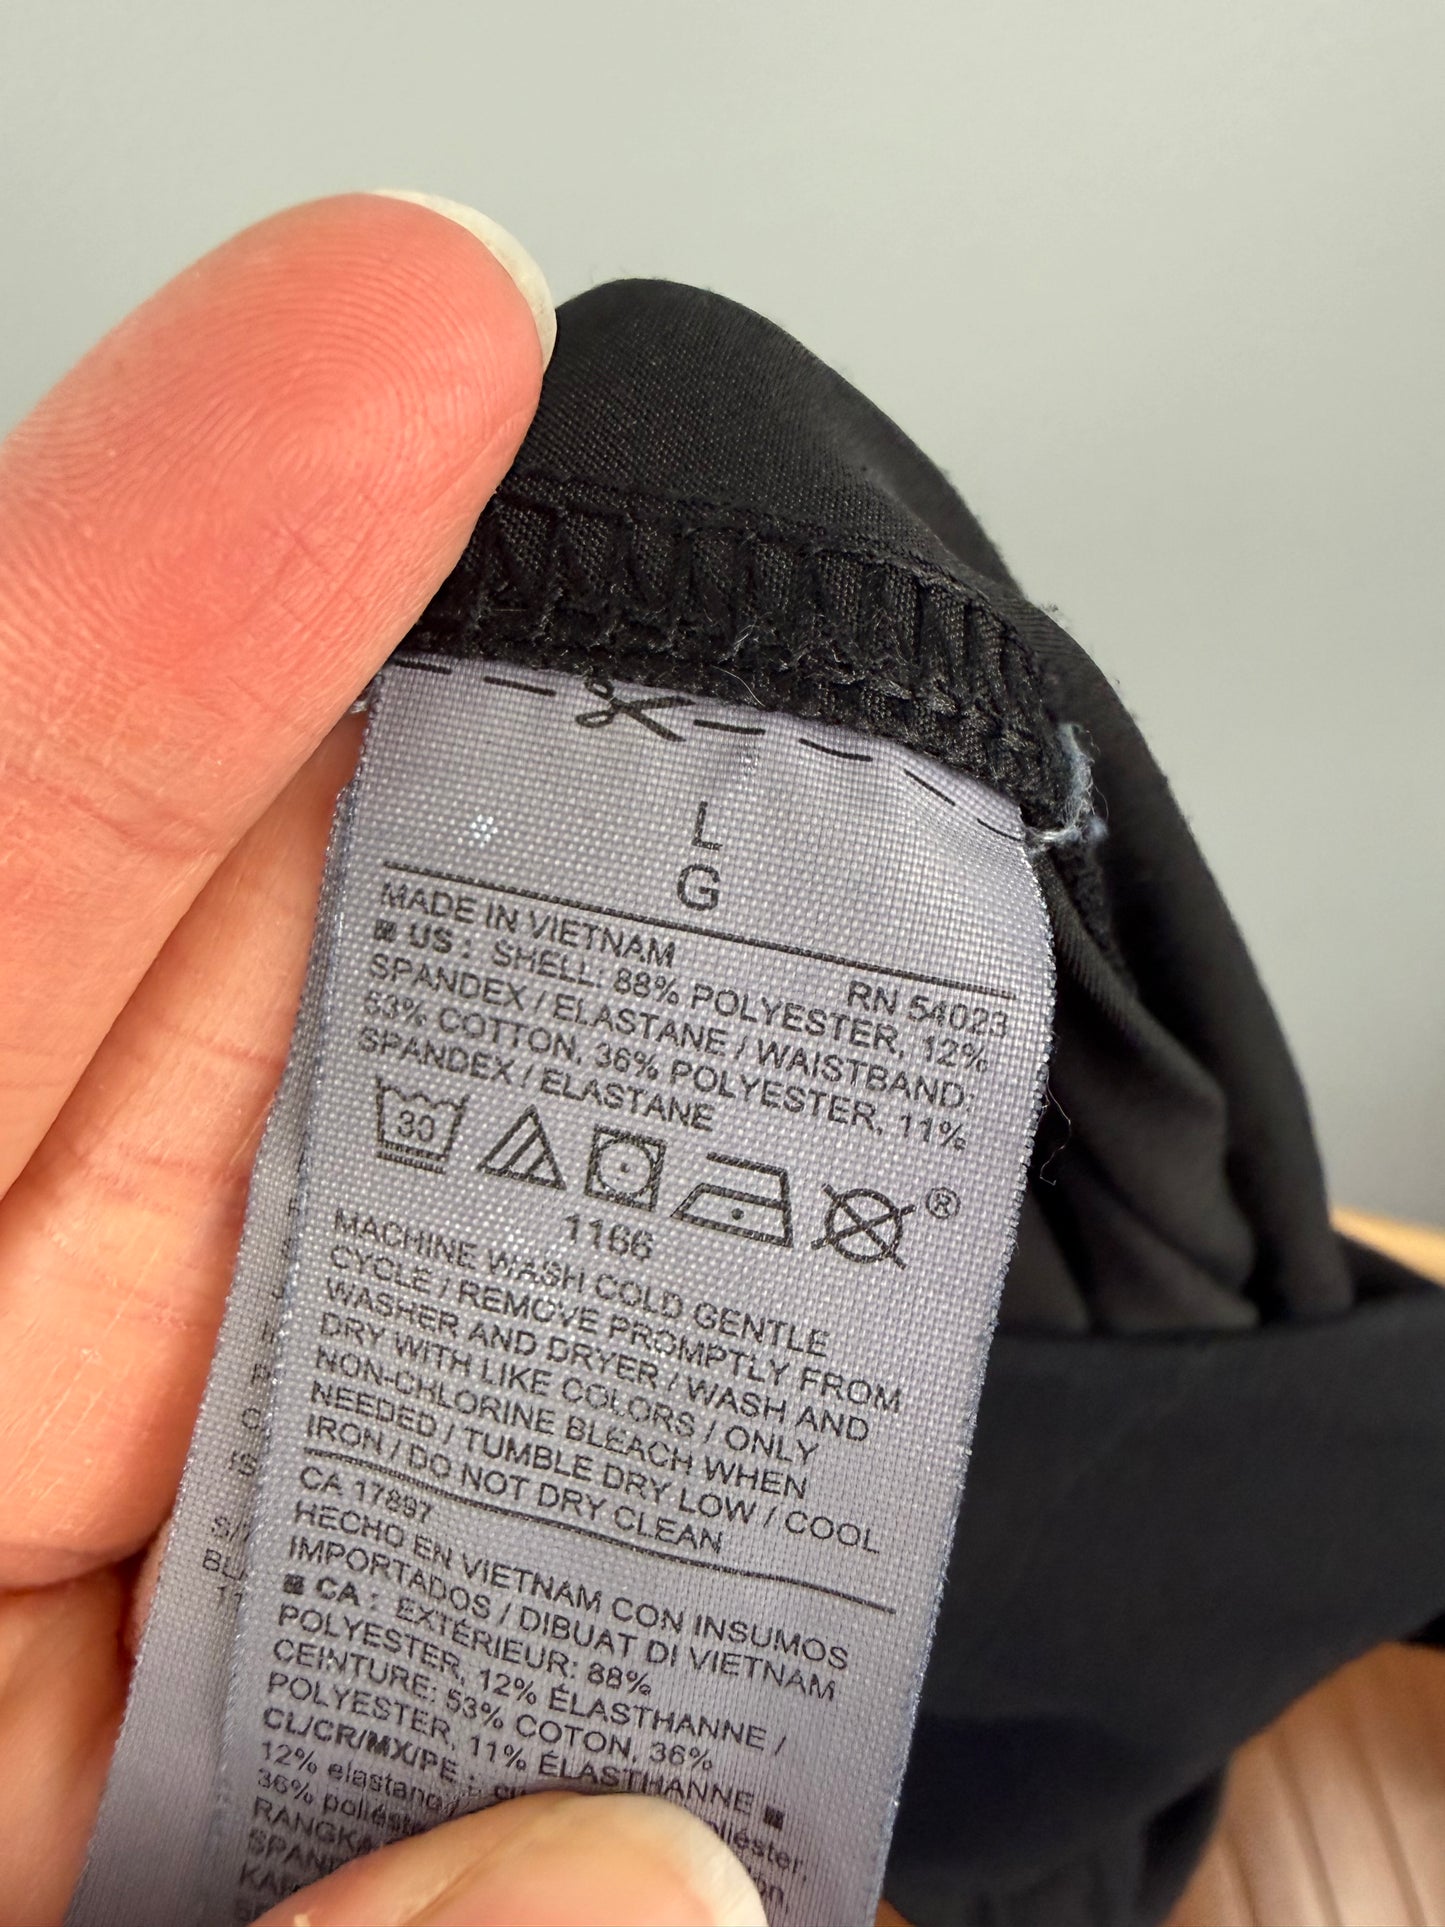 L
G
MADE IN VIETNAM
RN 54023
US : SHELL: 88% POLYESTER, 12%
SPANDEX / ELASTANE / WAISTBAND:
53% COTTON, 36% POLYESTER, 11%
SPANDEX / ELASTANE
30
®
1166
MACHINE WASH COLD GENTLE
CYCLE / REMOVE PROMPTLY FROM
WASHER AND DRYER / WASH AND
DRY WITH LIKE COLORS / ONLY
NON-CHLORINE BLEACH WHEN
NEEDED / TUMBLE DRY LOW / COOL
IRON / DO NOT DRY CLEAN
CA 17897
HECHO EN VIETNAM CON INSUMOS
IMPORTADOS / DIBUAT DI VIETNAM
CA : EXTÉRIEUR: 88%
POLYESTER, 12% ÉLASTHANNE /
CEINTURE: 53% COTON, 36%
POLYESTER, 11% ÉLASTHANNE
CL/CR/MX/PE :
12%
36%